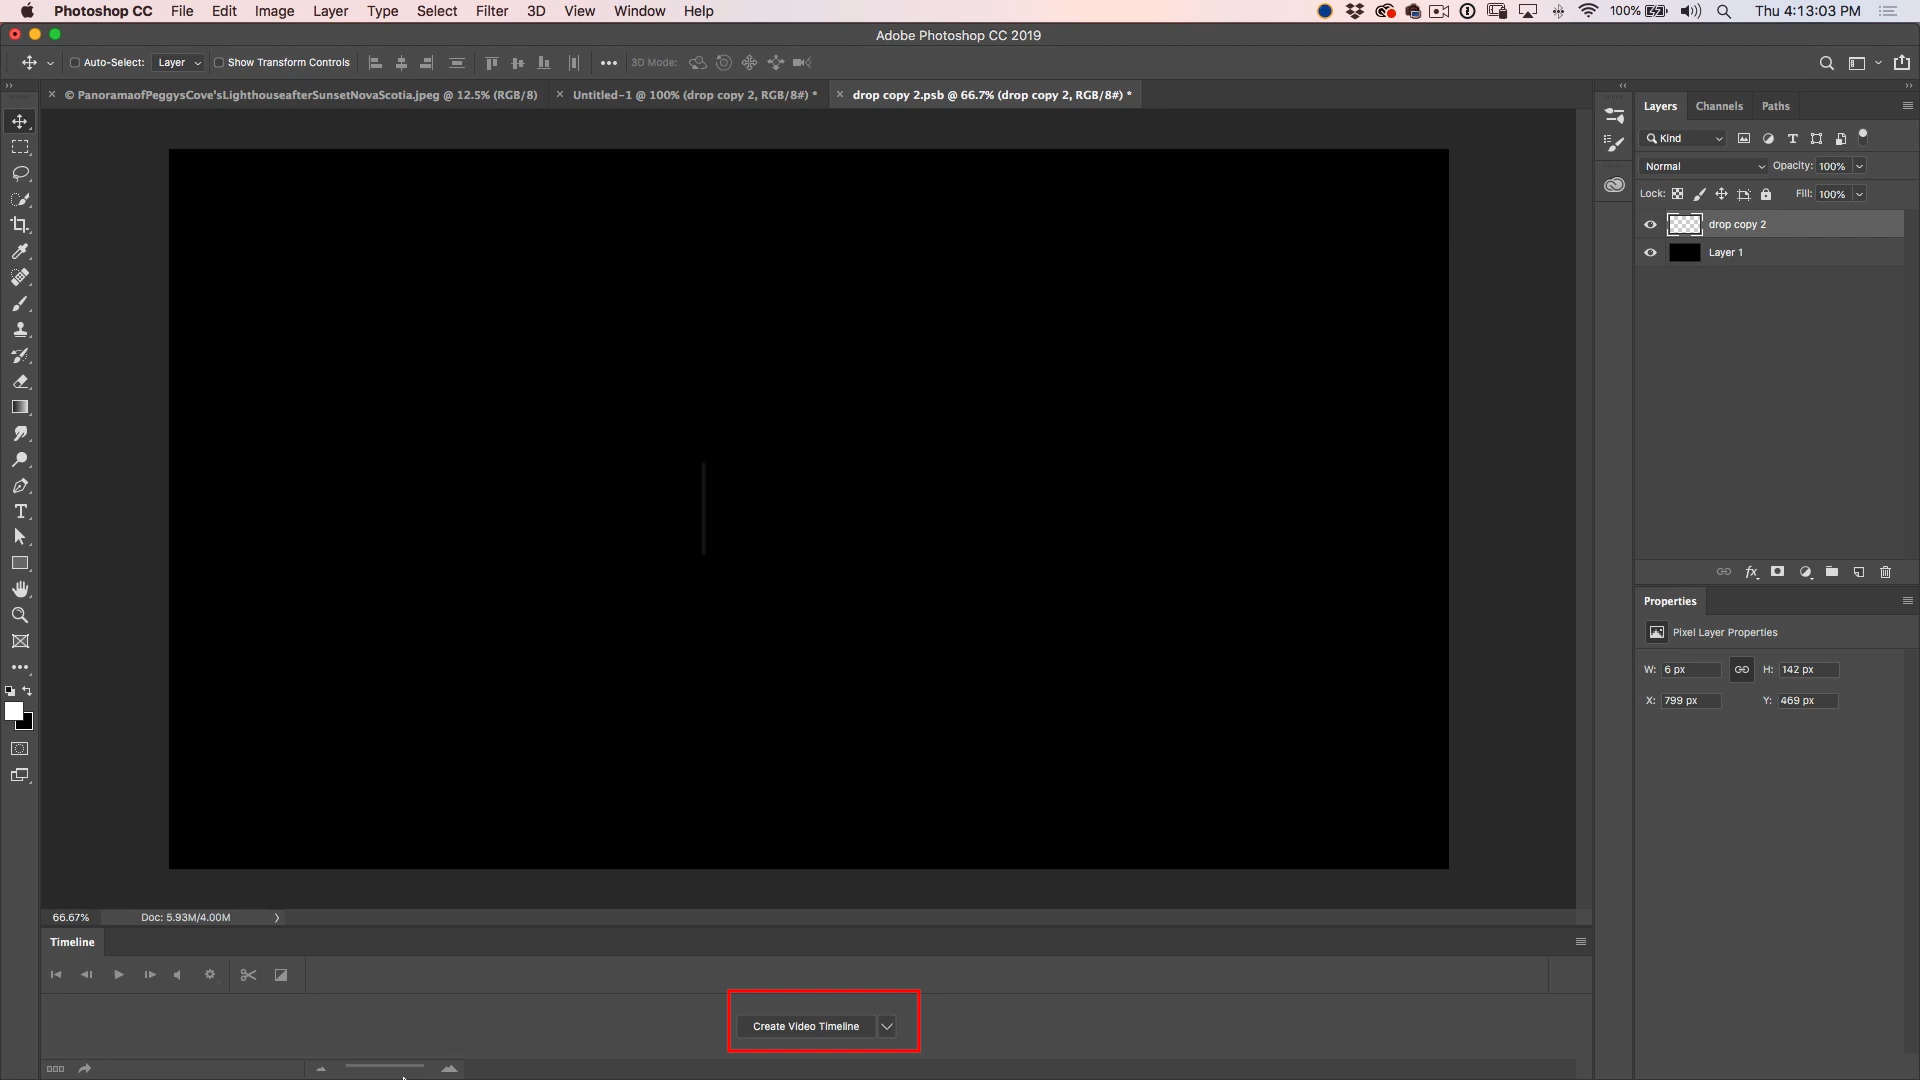 Photoshop CC File Edit Image Layer Type Select Filter 3D View Window Help 100% Thu 4:13:03 PM
Adobe Photoshop CC 2019
Auto-Select: Layer Show Transform Controls 3D Mode:
© PanoramaofPeggysCove'sLighthouseafterSunsetNovaScotia.jpeg @ 12.5% (RGB/8) Untitled-1 @ 100% (drop copy 2, RGB/8#) * drop copy 2.psb @ 66.7% (drop copy 2, RGB/8#) *
Layers Channels Paths
Kind
Normal Opacity: 100%
Lock: Fill: 100%
drop copy 2
Layer 1
Properties
Pixel Layer Properties
W: 6 px H: 142 px
X: 799 px Y: 469 px
66.67% Doc: 5.93M/4.00M
Timeline
Create Video Timeline